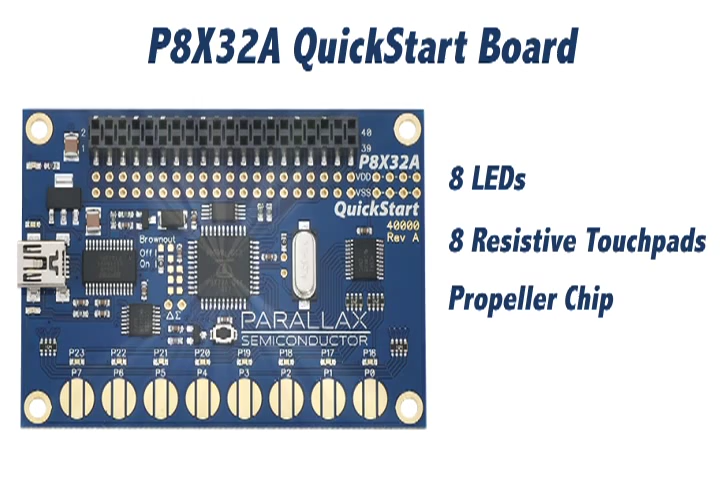 P8X32A QuickStart Board
2 40
1 39
P8X32A
VDD
VSS
QuickStart
40000
Rev A
Brownout
Off
On
ΔΣ
PARALLAX
SEMICONDUCTOR
P23 P22 P21 P20 P19 P18 P17 P16
P7 P6 P5 P4 P3 P2 P1 P0
8 LEDs
8 Resistive Touchpads
Propeller Chip